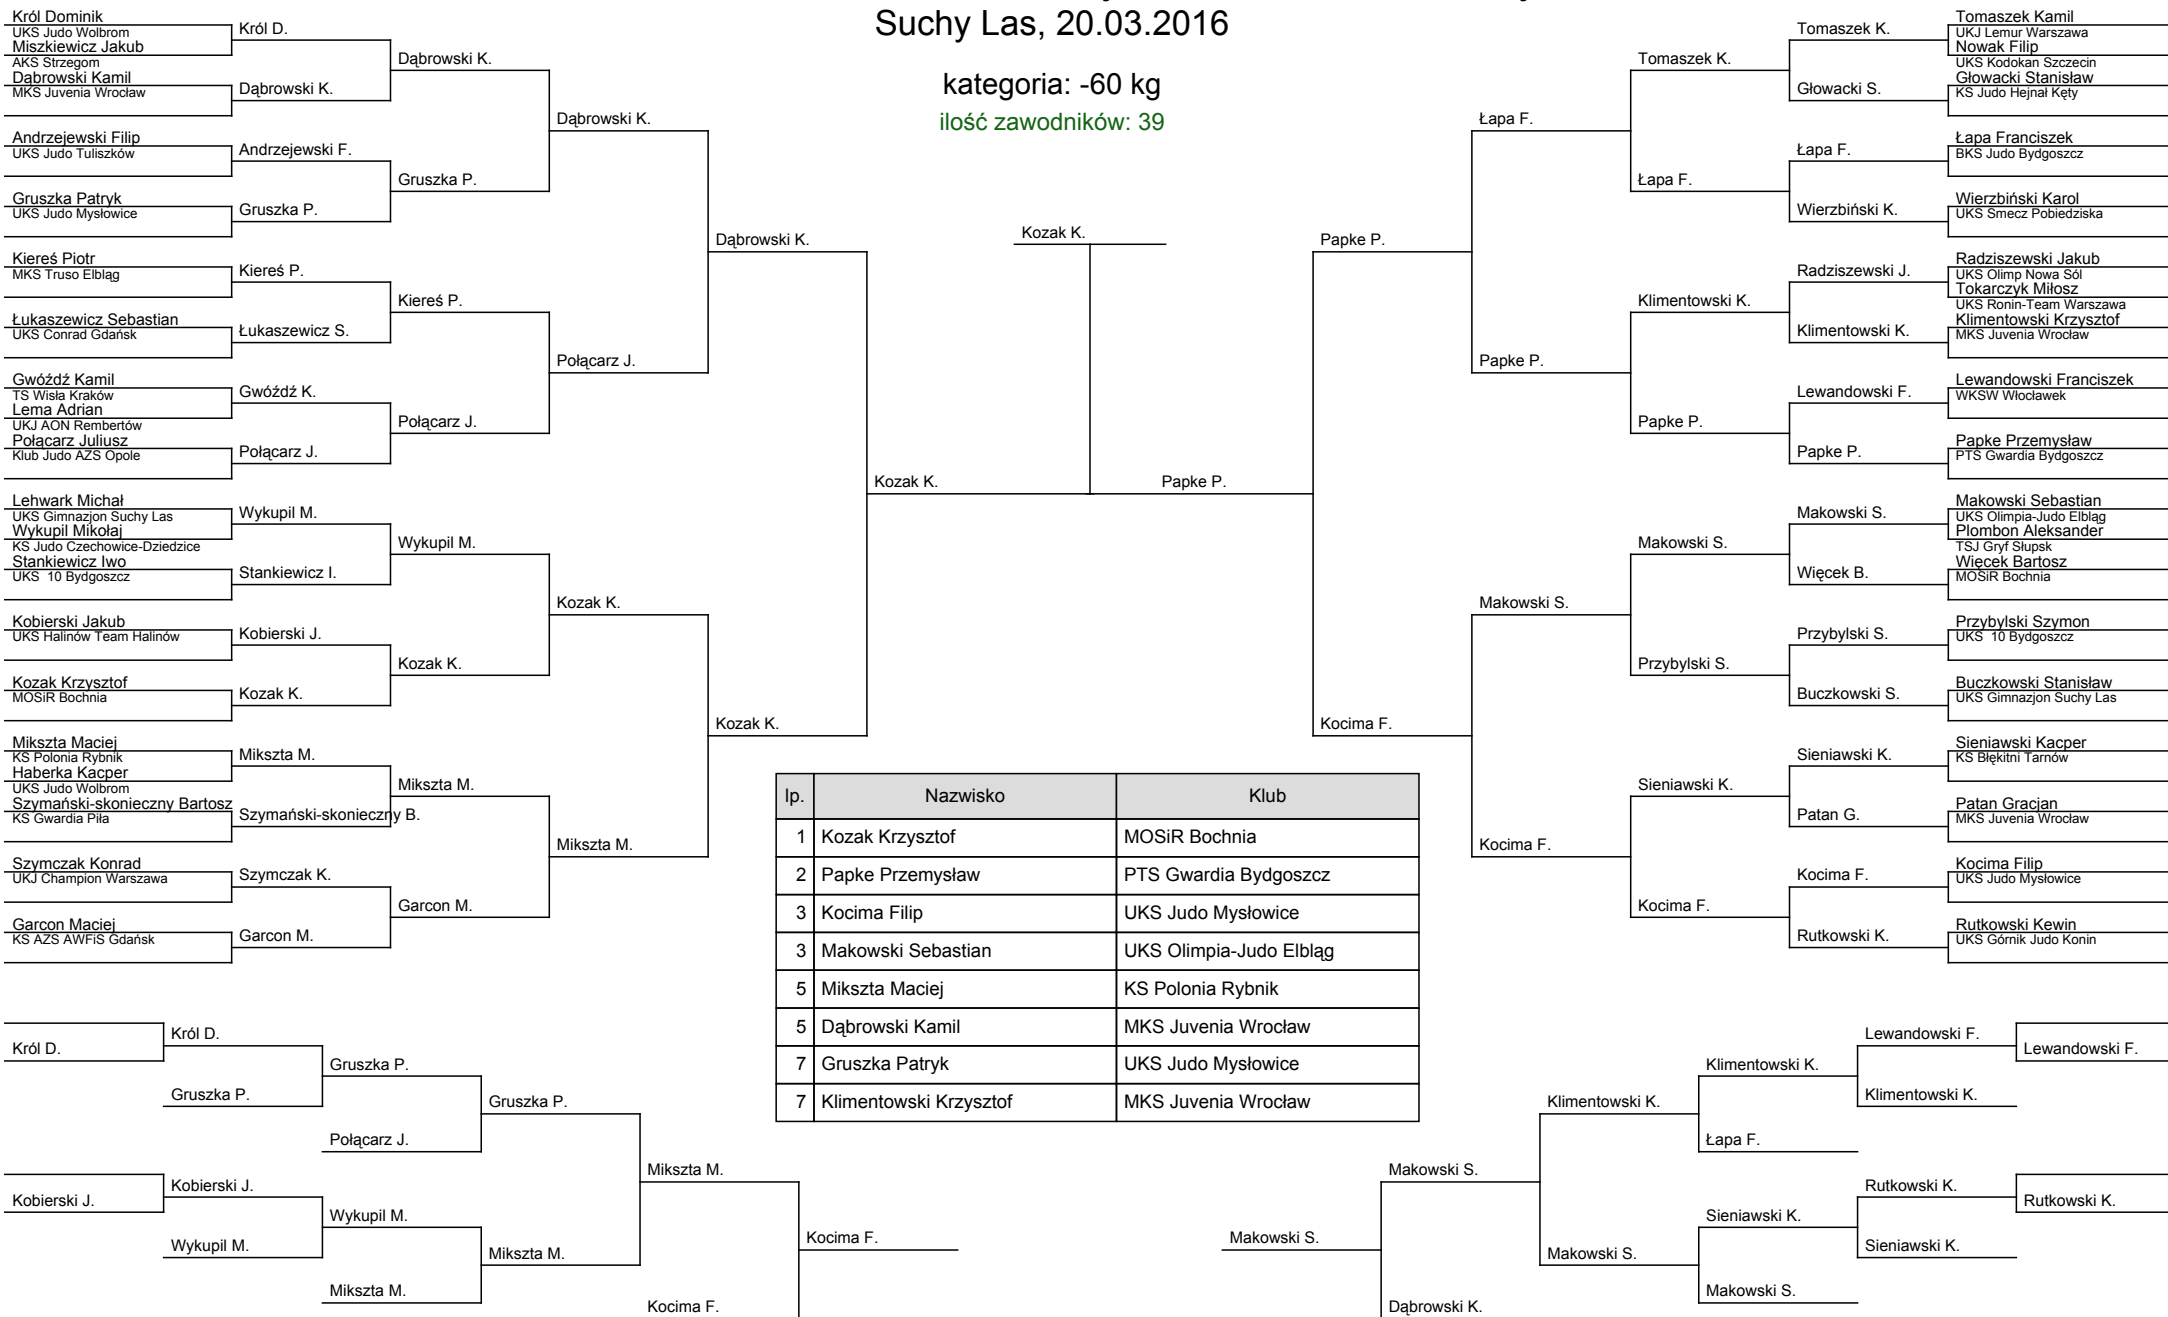 Suchy Las, 20.03.2016
kategoria: -60 kg
ilość zawodników: 39
Król Dominik
UKS Judo Wolbrom
Miszkiewicz Jakub
AKS Strzegom
Dąbrowski Kamil
MKS Juvenia Wrocław
Andrzejewski Filip
UKS Judo Tuliszków
Gruszka Patryk
UKS Judo Mysłowice
Kiereś Piotr
MKS Truso Elbląg
Łukaszewicz Sebastian
UKS Conrad Gdańsk
Gwóźdź Kamil
TS Wisła Kraków
Lema Adrian
UKJ AON Rembertów
Połącarz Juliusz
Klub Judo AZS Opole
Lehwark Michał
UKS Gimnazjon Suchy Las
Wykupil Mikołaj
KS Judo Czechowice-Dziedzice
Stankiewicz Iwo
UKS 10 Bydgoszcz
Kobierski Jakub
UKS Halinów Team Halinów
Kozak Krzysztof
MOSiR Bochnia
Mikszta Maciej
KS Polonia Rybnik
Haberka Kacper
UKS Judo Wolbrom
Szymański-skonieczny Bartosz
KS Gwardia Piła
Szymczak Konrad
UKJ Champion Warszawa
Garcon Maciej
KS AZS AWFiS Gdańsk
Król D.
Dąbrowski K.
Andrzejewski F.
Gruszka P.
Kiereś P.
Łukaszewicz S.
Gwóźdź K.
Połącarz J.
Wykupil M.
Stankiewicz I.
Kobierski J.
Kozak K.
Mikszta M.
Szymański-skonieczny B.
Szymczak K.
Garcon M.
Dąbrowski K.
Gruszka P.
Kiereś P.
Połącarz J.
Wykupil M.
Kozak K.
Mikszta M.
Garcon M.
Dąbrowski K.
Połącarz J.
Kozak K.
Mikszta M.
Dąbrowski K.
Kozak K.
Kozak K.
Kozak K.
Papke P.
Papke P.
Kocima F.
Łapa F.
Papke P.
Makowski S.
Kocima F.
Tomaszek K.
Łapa F.
Klimentowski K.
Papke P.
Makowski S.
Przybylski S.
Sieniawski K.
Kocima F.
Tomaszek K.
Głowacki S.
Łapa F.
Wierzbiński K.
Radziszewski J.
Klimentowski K.
Lewandowski F.
Papke P.
Makowski S.
Więcek B.
Przybylski S.
Buczkowski S.
Sieniawski K.
Patan G.
Kocima F.
Rutkowski K.
Tomaszek Kamil
UKJ Lemur Warszawa
Nowak Filip
UKS Kodokan Szczecin
Głowacki Stanisław
KS Judo Hejnał Kęty
Łapa Franciszek
BKS Judo Bydgoszcz
Wierzbiński Karol
UKS Smecz Pobiedziska
Radziszewski Jakub
UKS Olimp Nowa Sól
Tokarczyk Miłosz
UKS Ronin-Team Warszawa
Klimentowski Krzysztof
MKS Juvenia Wrocław
Lewandowski Franciszek
WKSW Włocławek
Papke Przemysław
PTS Gwardia Bydgoszcz
Makowski Sebastian
UKS Olimpia-Judo Elbląg
Plombon Aleksander
TSJ Gryf Słupsk
Więcek Bartosz
MOSiR Bochnia
Przybylski Szymon
UKS 10 Bydgoszcz
Buczkowski Stanisław
UKS Gimnazjon Suchy Las
Sieniawski Kacper
KS Błękitni Tarnów
Patan Gracjan
MKS Juvenia Wrocław
Kocima Filip
UKS Judo Mysłowice
Rutkowski Kewin
UKS Górnik Judo Konin
lp. Nazwisko Klub
1 Kozak Krzysztof MOSiR Bochnia
2 Papke Przemysław PTS Gwardia Bydgoszcz
3 Kocima Filip UKS Judo Mysłowice
3 Makowski Sebastian UKS Olimpia-Judo Elbląg
5 Mikszta Maciej KS Polonia Rybnik
5 Dąbrowski Kamil MKS Juvenia Wrocław
7 Gruszka Patryk UKS Judo Mysłowice
7 Klimentowski Krzysztof MKS Juvenia Wrocław
Król D.
Kobierski J.
Król D.
Gruszka P.
Kobierski J.
Wykupil M.
Gruszka P.
Połącarz J.
Wykupil M.
Mikszta M.
Gruszka P.
Mikszta M.
Mikszta M.
Kocima F.
Kocima F.
Makowski S.
Makowski S.
Dąbrowski K.
Klimentowski K.
Makowski S.
Klimentowski K.
Łapa F.
Sieniawski K.
Makowski S.
Lewandowski F.
Klimentowski K.
Rutkowski K.
Sieniawski K.
Lewandowski F.
Rutkowski K.